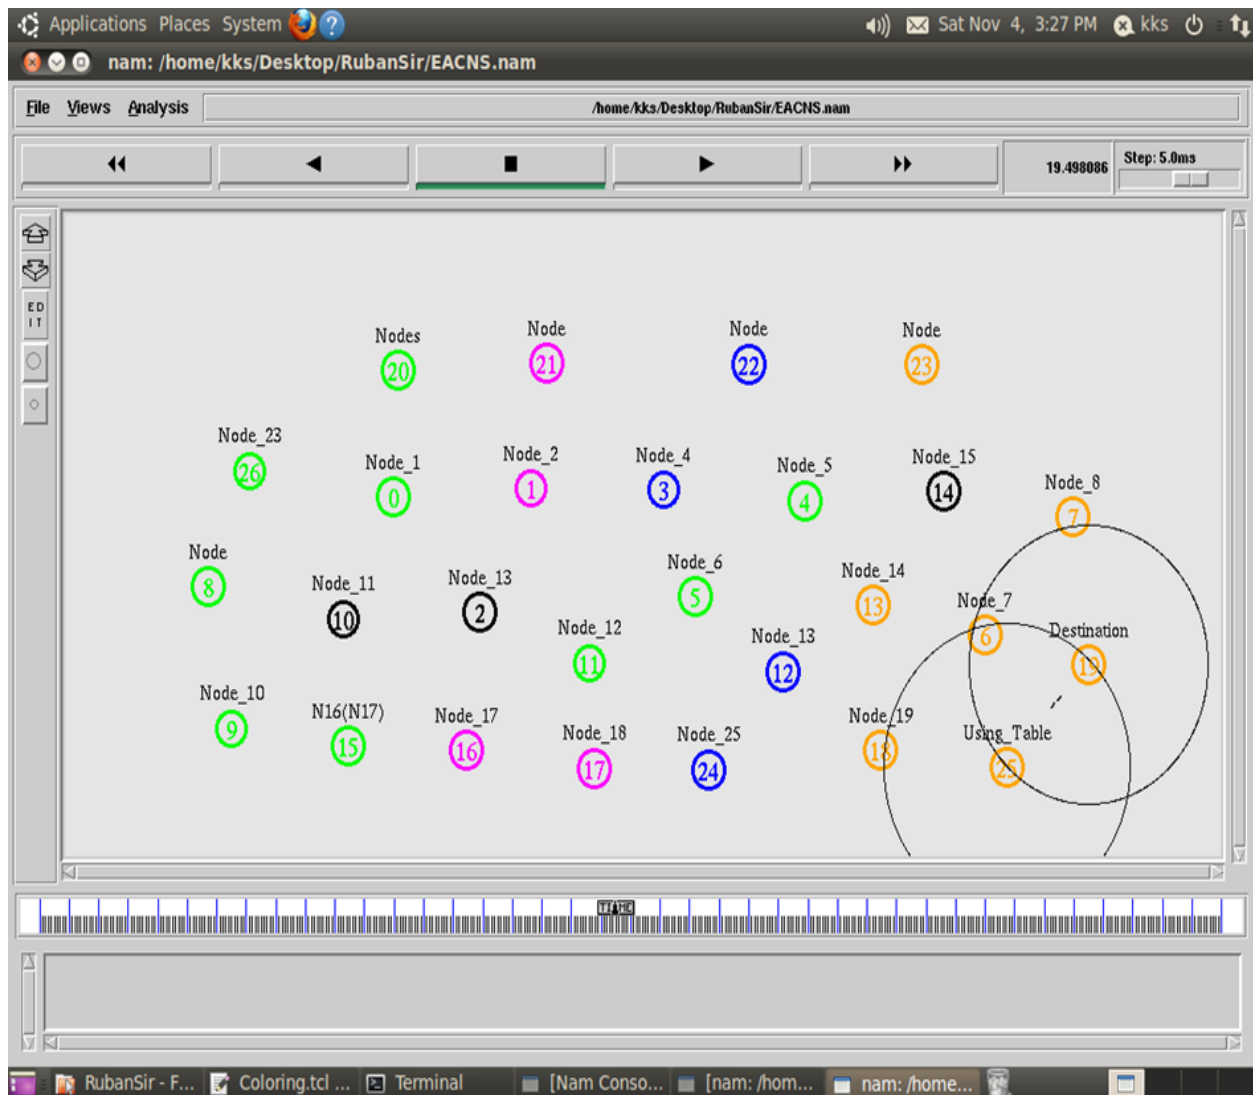 Applications Places System ? Sat Nov 4, 3:27 PM kks
nam: /home/kks/Desktop/RubanSir/EACNS.nam
File Views Analysis /home/kks/Desktop/RubanSir/EACNS.nam
19.498086 Step: 5.0ms
ED
IT
Nodes Node Node Node
20 21 22 23
Node_23 Node_1 Node_2 Node_4 Node_5 Node_15 Node_8
26 0 1 3 4 14 7
Node Node_11 Node_13 Node_6 Node_14 Node_7
8 10 2 5 13 6
Node_12 Node_13 Destination
11 12 19
Node_10 N16(N17) Node_17 Node_18 Node_25 Node_19 Using_Table
9 15 16 17 24 18 25
TIME
RubanSir - F... Coloring.tcl ... Terminal [Nam Conso... [nam: /hom... nam: /home...